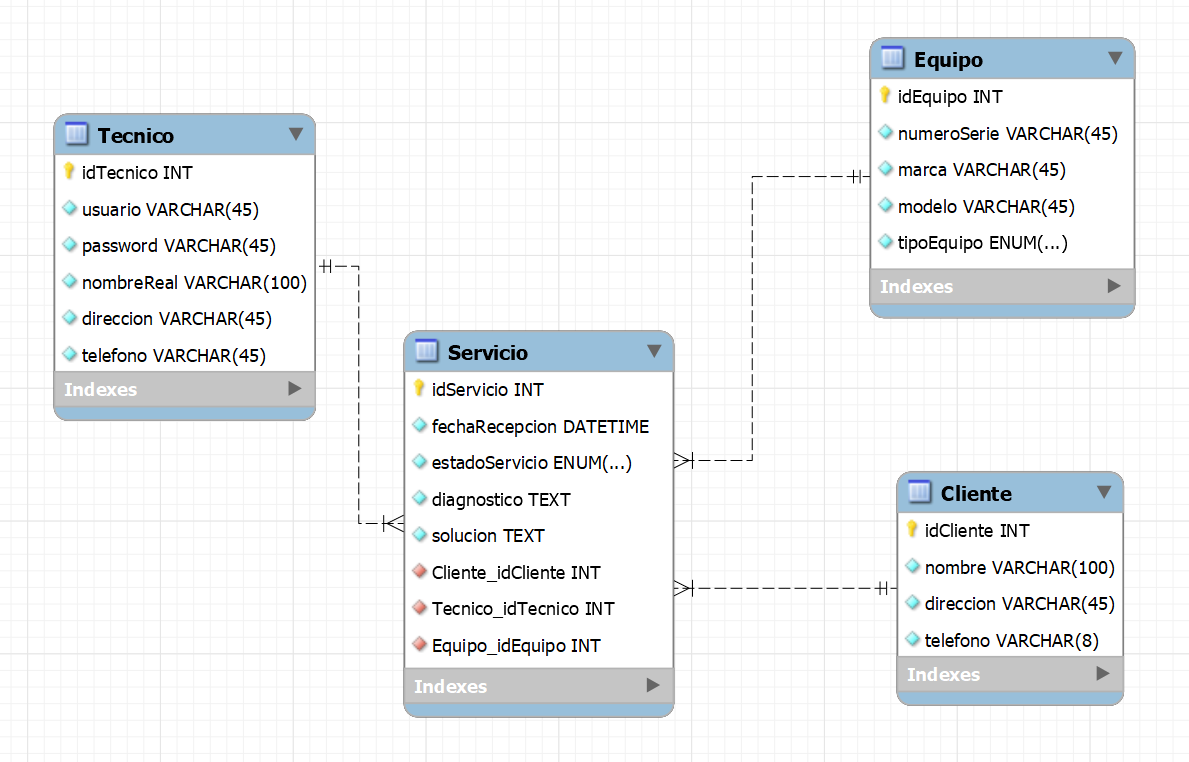 Tecnico
idTecnico INT
usuario VARCHAR(45)
password VARCHAR(45)
nombreReal VARCHAR(100)
direccion VARCHAR(45)
telefono VARCHAR(45)
Indexes
Servicio
idServicio INT
fechaRecepcion DATETIME
estadoServicio ENUM(...)
diagnostico TEXT
solucion TEXT
Cliente_idCliente INT
Tecnico_idTecnico INT
Equipo_idEquipo INT
Indexes
Equipo
idEquipo INT
numeroSerie VARCHAR(45)
marca VARCHAR(45)
modelo VARCHAR(45)
tipoEquipo ENUM(...)
Indexes
Cliente
idCliente INT
nombre VARCHAR(100)
direccion VARCHAR(45)
telefono VARCHAR(8)
Indexes